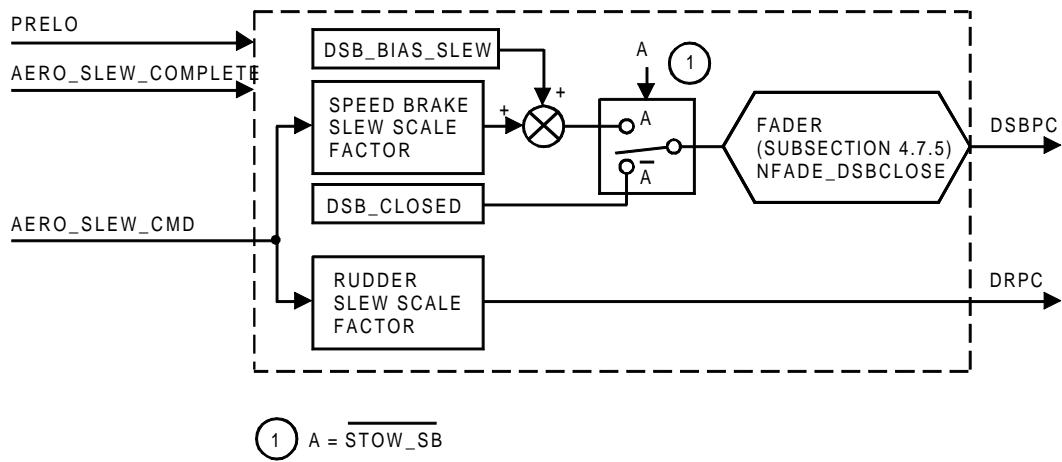 PRELO
AERO_SLEW_COMPLETE
DSB_BIAS_SLEW
A
1
+
+
SPEED BRAKE
SLEW SCALE
FACTOR
A
A̅
DSB_CLOSED
FADER
(SUBSECTION 4.7.5)
NFADE_DSBCLOSE
DSBPC
AERO_SLEW_CMD
RUDDER
SLEW SCALE
FACTOR
DRPC
1 A = S̅T̅O̅W̅_̅S̅B̅